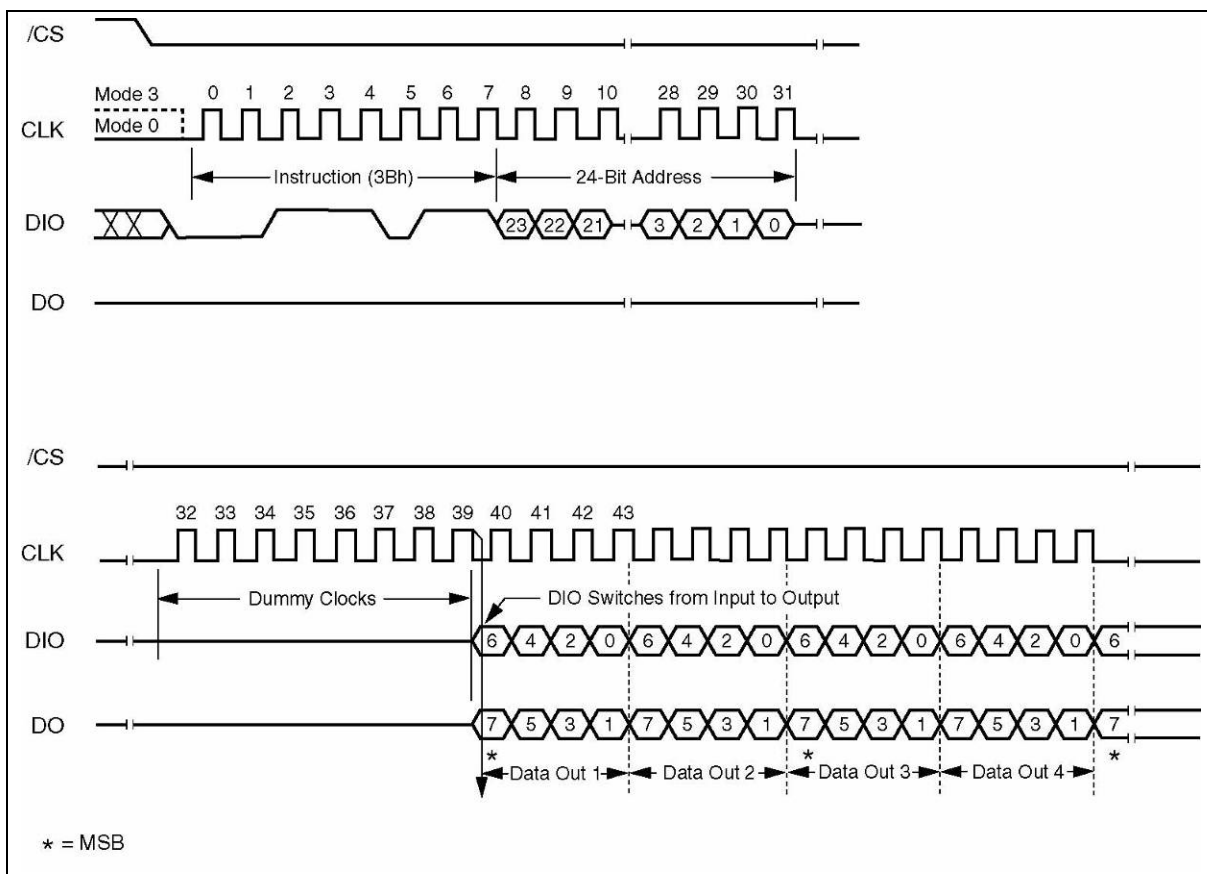 /CS
Mode 3 0 1 2 3 4 5 6 7 8 9 10 28 29 30 31
CLK Mode 0
Instruction (3Bh) 24-Bit Address
DIO 23 22 21 3 2 1 0
DO
/CS
32 33 34 35 36 37 38 39 40 41 42 43
CLK
Dummy Clocks DIO Switches from Input to Output
DIO 6 4 2 0 6 4 2 0 6 4 2 0 6 4 2 0 6
DO 7 5 3 1 7 5 3 1 7 5 3 1 7 5 3 1 7
* * *
Data Out 1 Data Out 2 Data Out 3 Data Out 4
* = MSB